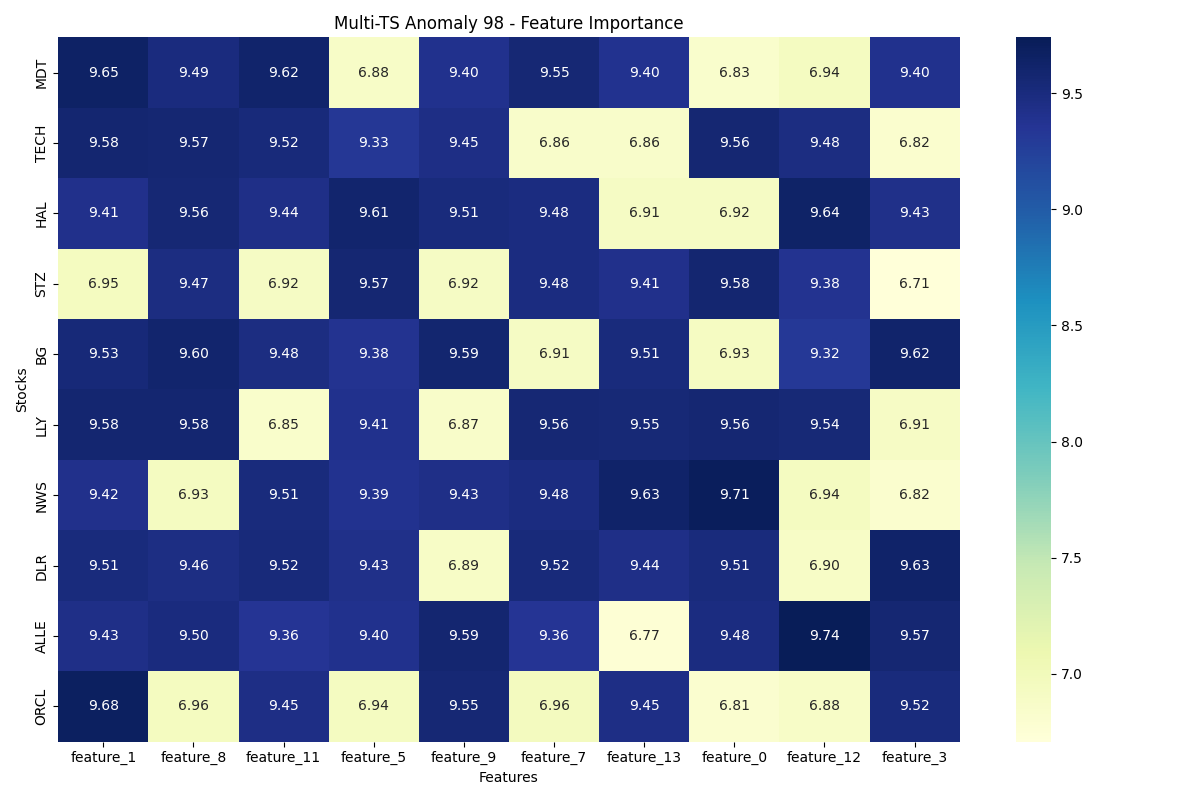 Multi-TS Anomaly 98 - Feature Importance
Stocks
MDT 9.65 9.49 9.62 6.88 9.40 9.55 9.40 6.83 6.94 9.40
TECH 9.58 9.57 9.52 9.33 9.45 6.86 6.86 9.56 9.48 6.82
HAL 9.41 9.56 9.44 9.61 9.51 9.48 6.91 6.92 9.64 9.43
STZ 6.95 9.47 6.92 9.57 6.92 9.48 9.41 9.58 9.38 6.71
BG 9.53 9.60 9.48 9.38 9.59 6.91 9.51 6.93 9.32 9.62
LLY 9.58 9.58 6.85 9.41 6.87 9.56 9.55 9.56 9.54 6.91
NWS 9.42 6.93 9.51 9.39 9.43 9.48 9.63 9.71 6.94 6.82
DLR 9.51 9.46 9.52 9.43 6.89 9.52 9.44 9.51 6.90 9.63
ALLE 9.43 9.50 9.36 9.40 9.59 9.36 6.77 9.48 9.74 9.57
ORCL 9.68 6.96 9.45 6.94 9.55 6.96 9.45 6.81 6.88 9.52
feature_1 feature_8 feature_11 feature_5 feature_9 feature_7 feature_13 feature_0 feature_12 feature_3
Features
9.5
9.0
8.5
8.0
7.5
7.0